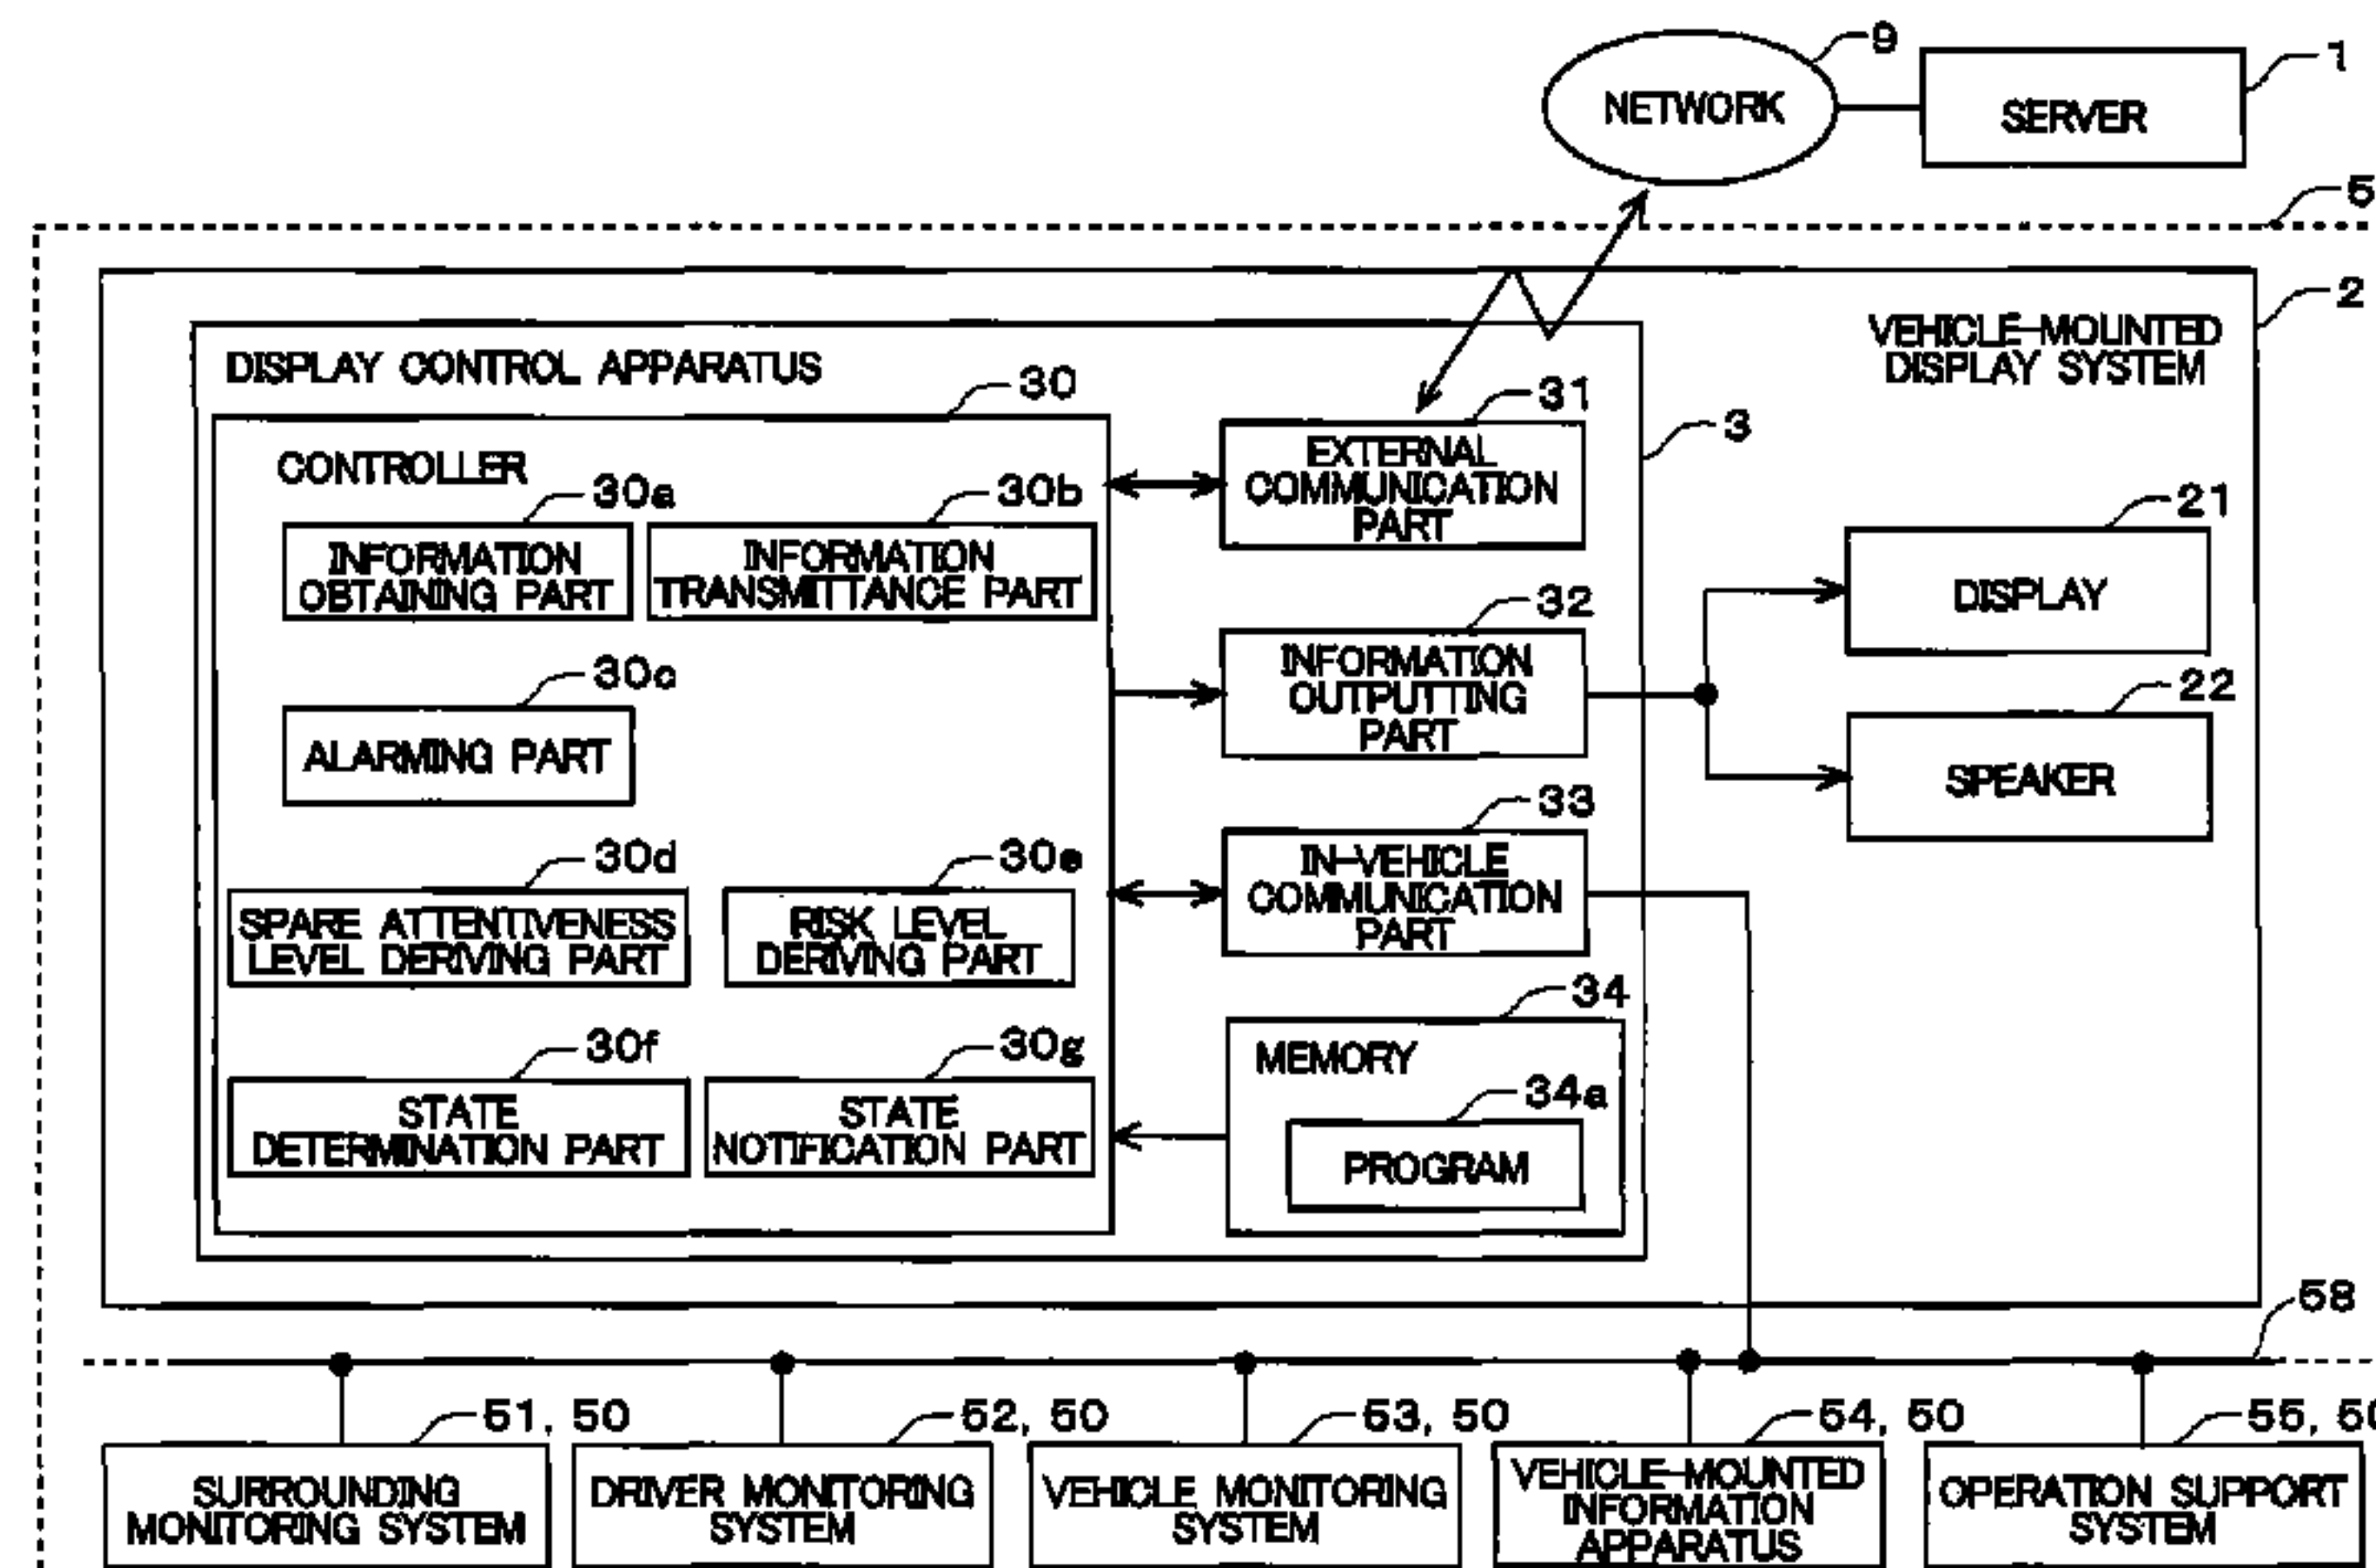 9
1
NETWORK
SERVER
5
2
VEHICLE-MOUNTED
DISPLAY SYSTEM
DISPLAY CONTROL APPARATUS
30
31
3
CONTROLLER
EXTERNAL
COMMUNICATION
PART
30a
30b
INFORMATION
OBTAINING PART
INFORMATION
TRANSMITTANCE PART
21
DISPLAY
32
INFORMATION
OUTPUTTING
PART
30c
ALARMING PART
22
SPEAKER
33
IN-VEHICLE
COMMUNICATION
PART
30d
30e
SPARE ATTENTIVENESS
LEVEL DERIVING PART
RISK LEVEL
DERIVING PART
34
MEMORY
34a
PROGRAM
30f
30g
STATE
DETERMINATION PART
STATE
NOTIFICATION PART
58
51, 50
52, 50
53, 50
54, 50
55, 50
SURROUNDING
MONITORING SYSTEM
DRIVER MONITORING
SYSTEM
VEHICLE MONITORING
SYSTEM
VEHICLE-MOUNTED
INFORMATION
APPARATUS
OPERATION SUPPORT
SYSTEM